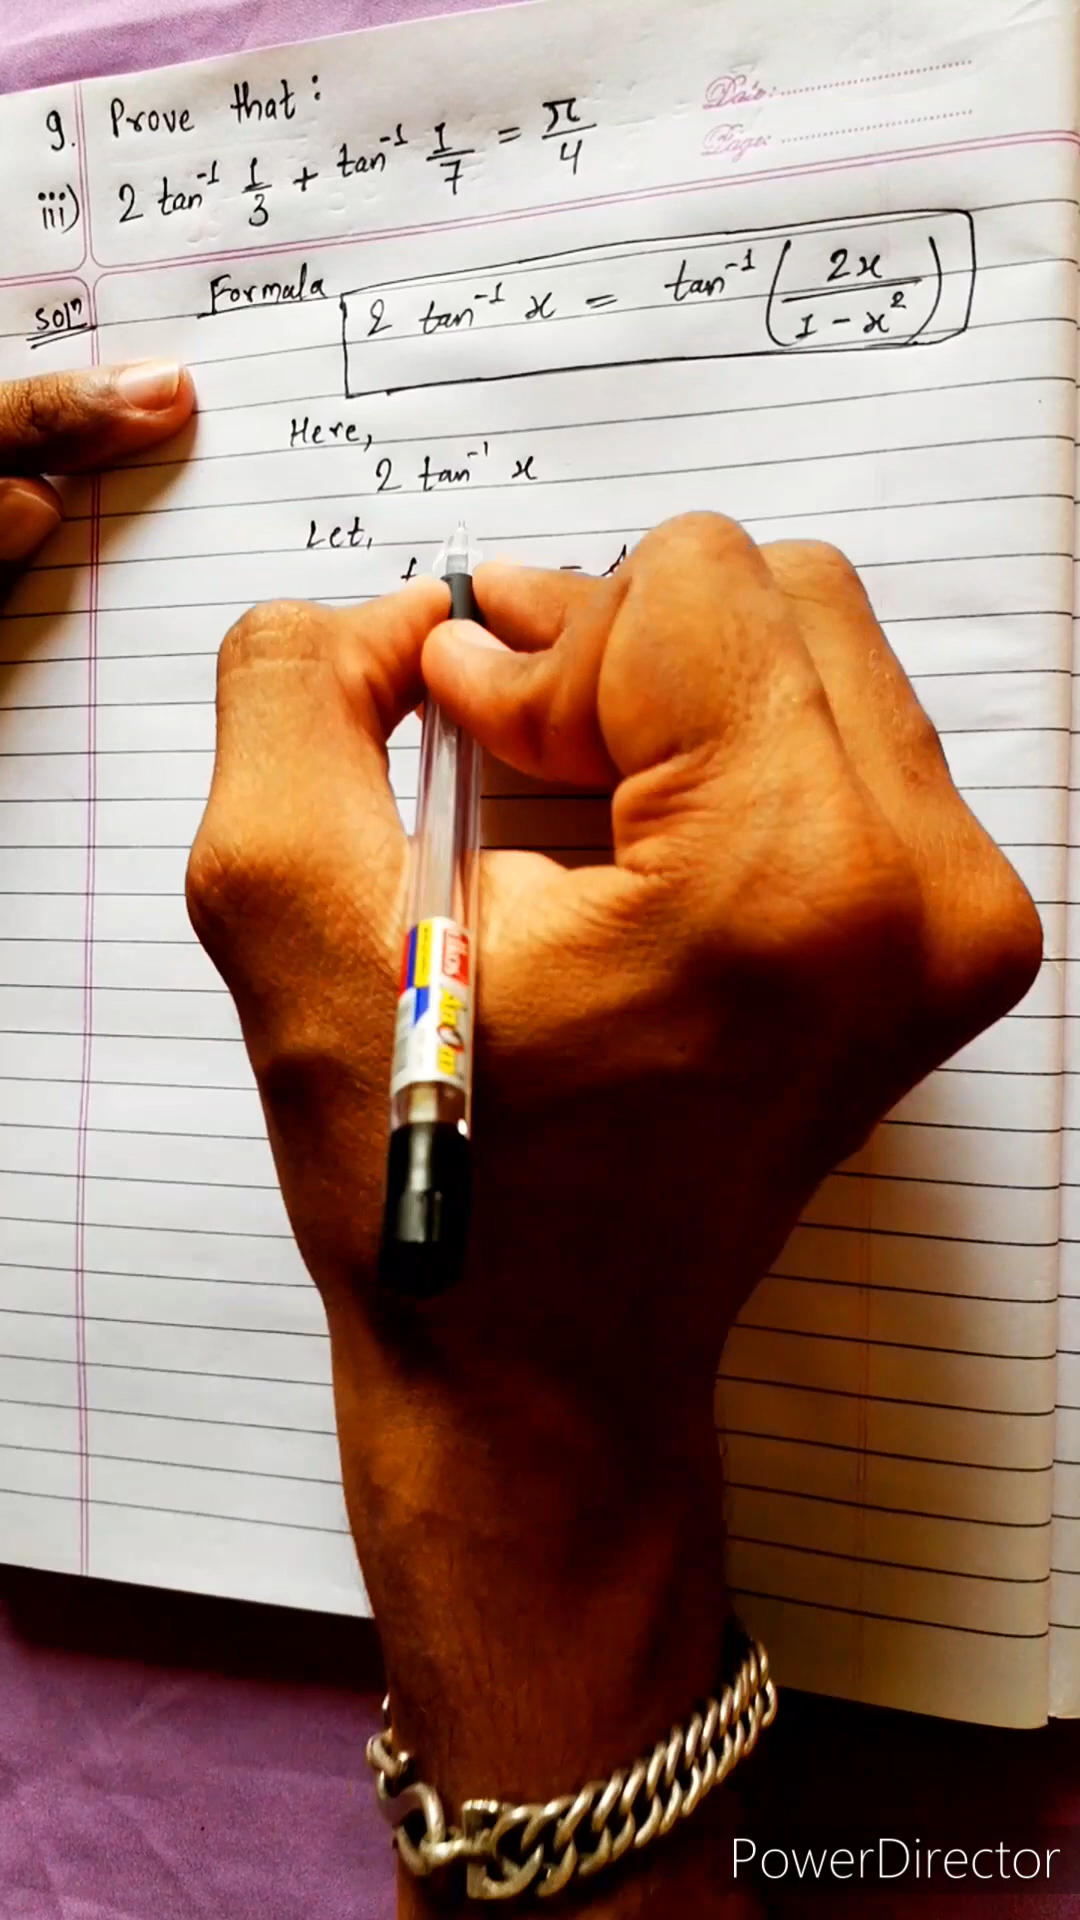 9. Prove that :
iii) 2 tan⁻¹ 1/3 + tan⁻¹ 1/7 = π/4
Date:
Page:
Solⁿ
Formula 2 tan⁻¹ x = tan⁻¹ (2x / 1 - x²)
Here,
2 tan⁻¹ x
Let,
PowerDirector